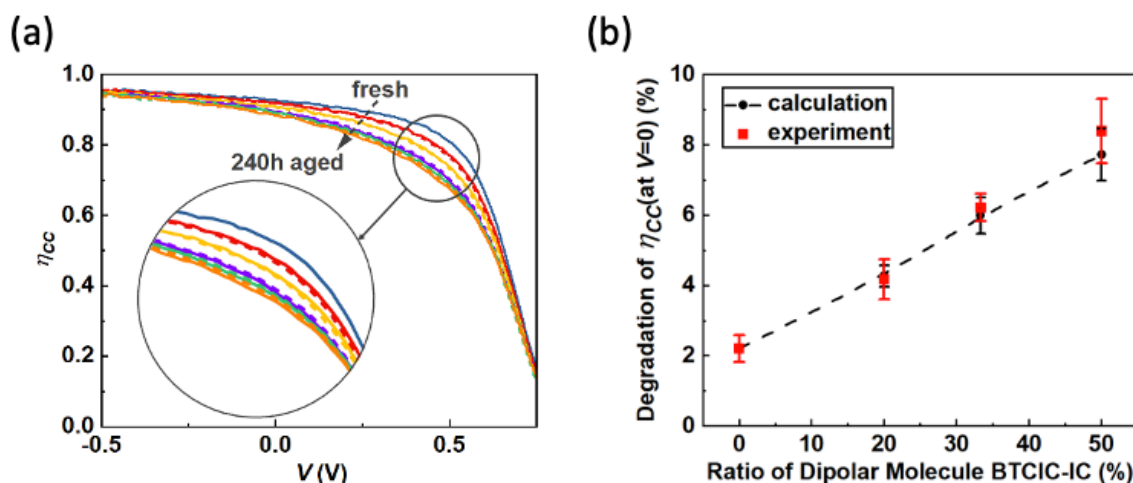 (a)
1.0
0.8
0.6
0.4
0.2
0.0
ηcc
fresh
240h aged
-0.5
0.0
0.5
V (V)
(b)
10
8
6
4
2
0
Degradation of ηCC(at V=0) (%)
calculation
experiment
0
10
20
30
40
50
Ratio of Dipolar Molecule BTCIC-IC (%)